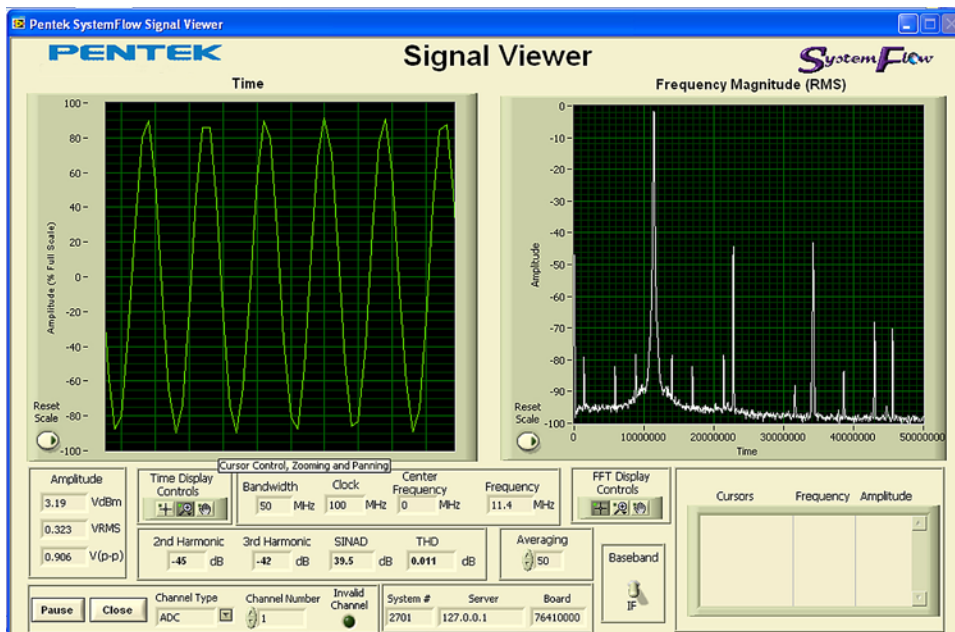 Pentek SystemFlow Signal Viewer
PENTEK
Signal Viewer
SystemFlow
Time
Frequency Magnitude (RMS)
Amplitude (% Full Scale)
100
80
60
40
20
0
-20
-40
-60
-80
-100
Reset
Scale
Amplitude
0
-10
-20
-30
-40
-50
-60
-70
-80
-90
-100
0 10000000 20000000 30000000 40000000 50000000
Time
Reset
Scale
Cursor Control, Zooming and Panning
Amplitude
3.19 VdBm
0.323 VRMS
0.906 V(p-p)
Time Display
Controls
Bandwidth
50 MHz
Clock
100 MHz
Center
Frequency
0 MHz
Frequency
11.4 MHz
FFT Display
Controls
Cursors Frequency Amplitude
2nd Harmonic
-45 dB
3rd Harmonic
-42 dB
SINAD
39.5 dB
THD
0.011 dB
Averaging
50
Baseband
IF
Pause
Close
Channel Type
ADC
Channel Number
1
Invalid
Channel
System #
2701
Server
127.0.0.1
Board
76410000